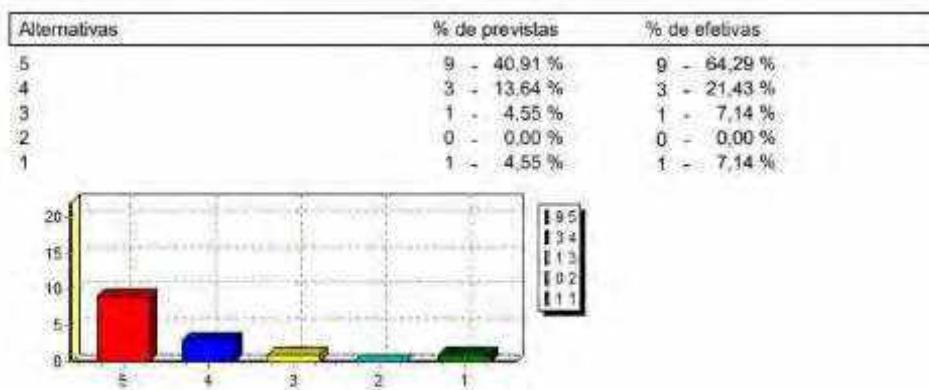 Alternativas % de previstas % de efetivas
5 9 - 40,91 % 9 - 64,29 %
4 3 - 13,64 % 3 - 21,43 %
3 1 - 4,55 % 1 - 7,14 %
2 0 - 0,00 % 0 - 0,00 %
1 1 - 4,55 % 1 - 7,14 %
20
15
10
5
0
5 4 3 2 1
9 5
3 4
1 3
0 2
1 1